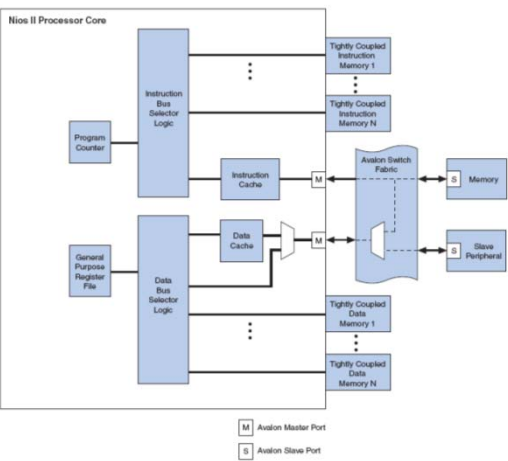 Nios II Processor Core
Tightly Coupled
Instruction
Memory 1
Instruction
Bus
Selector
Logic
Tightly Coupled
Instruction
Memory N
Program
Counter
Avalon Switch
Fabric
Instruction
Cache
M
S
Memory
Data
Cache
M
S
Slave
Peripheral
General
Purpose
Register
File
Data
Bus
Selector
Logic
Tightly Coupled
Data
Memory 1
Tightly Coupled
Data
Memory N
M Avalon Master Port
S Avalon Slave Port